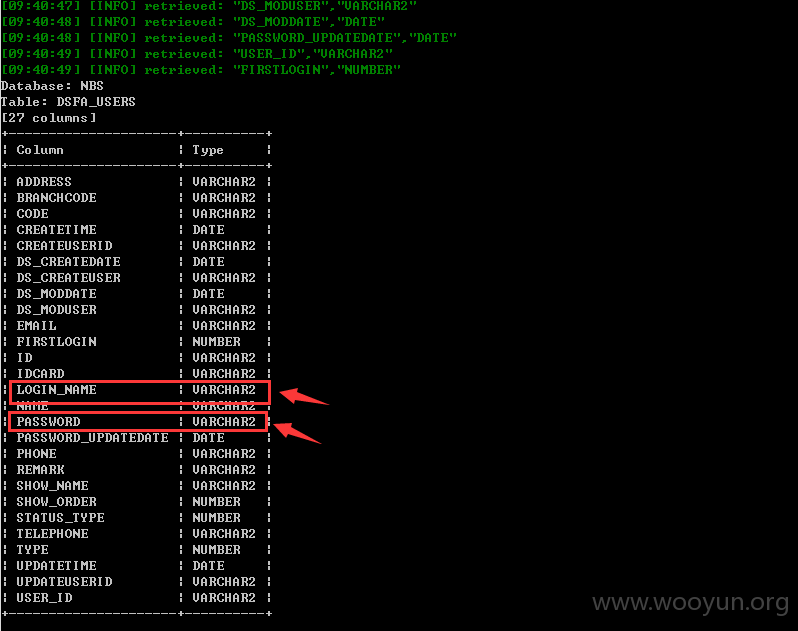 [09:40:47] [INFO] retrieved: "DS_MODUSER","VARCHAR2"
[09:40:48] [INFO] retrieved: "DS_MODDATE","DATE"
[09:40:48] [INFO] retrieved: "PASSWORD_UPDATEDATE","DATE"
[09:40:49] [INFO] retrieved: "USER_ID","VARCHAR2"
[09:40:49] [INFO] retrieved: "FIRSTLOGIN","NUMBER"
Database: NBS
Table: DSFA_USERS
[27 columns]
+---------------------+----------+
¦ Column ¦ Type ¦
+---------------------+----------+
¦ ADDRESS ¦ VARCHAR2 ¦
¦ BRANCHCODE ¦ VARCHAR2 ¦
¦ CODE ¦ VARCHAR2 ¦
¦ CREATETIME ¦ DATE ¦
¦ CREATEUSERID ¦ VARCHAR2 ¦
¦ DS_CREATEDATE ¦ DATE ¦
¦ DS_CREATEUSER ¦ VARCHAR2 ¦
¦ DS_MODDATE ¦ DATE ¦
¦ DS_MODUSER ¦ VARCHAR2 ¦
¦ EMAIL ¦ VARCHAR2 ¦
¦ FIRSTLOGIN ¦ NUMBER ¦
¦ ID ¦ VARCHAR2 ¦
¦ IDCARD ¦ VARCHAR2 ¦
¦ LOGIN_NAME ¦ VARCHAR2 ¦
¦ NAME ¦ VARCHAR2 ¦
¦ PASSWORD ¦ VARCHAR2 ¦
¦ PASSWORD_UPDATEDATE ¦ DATE ¦
¦ PHONE ¦ VARCHAR2 ¦
¦ REMARK ¦ VARCHAR2 ¦
¦ SHOW_NAME ¦ VARCHAR2 ¦
¦ SHOW_ORDER ¦ NUMBER ¦
¦ STATUS_TYPE ¦ NUMBER ¦
¦ TELEPHONE ¦ VARCHAR2 ¦
¦ TYPE ¦ NUMBER ¦
¦ UPDATETIME ¦ DATE ¦
¦ UPDATEUSERID ¦ VARCHAR2 ¦
¦ USER_ID ¦ VARCHAR2 ¦
+---------------------+----------+
www.wooyun.org